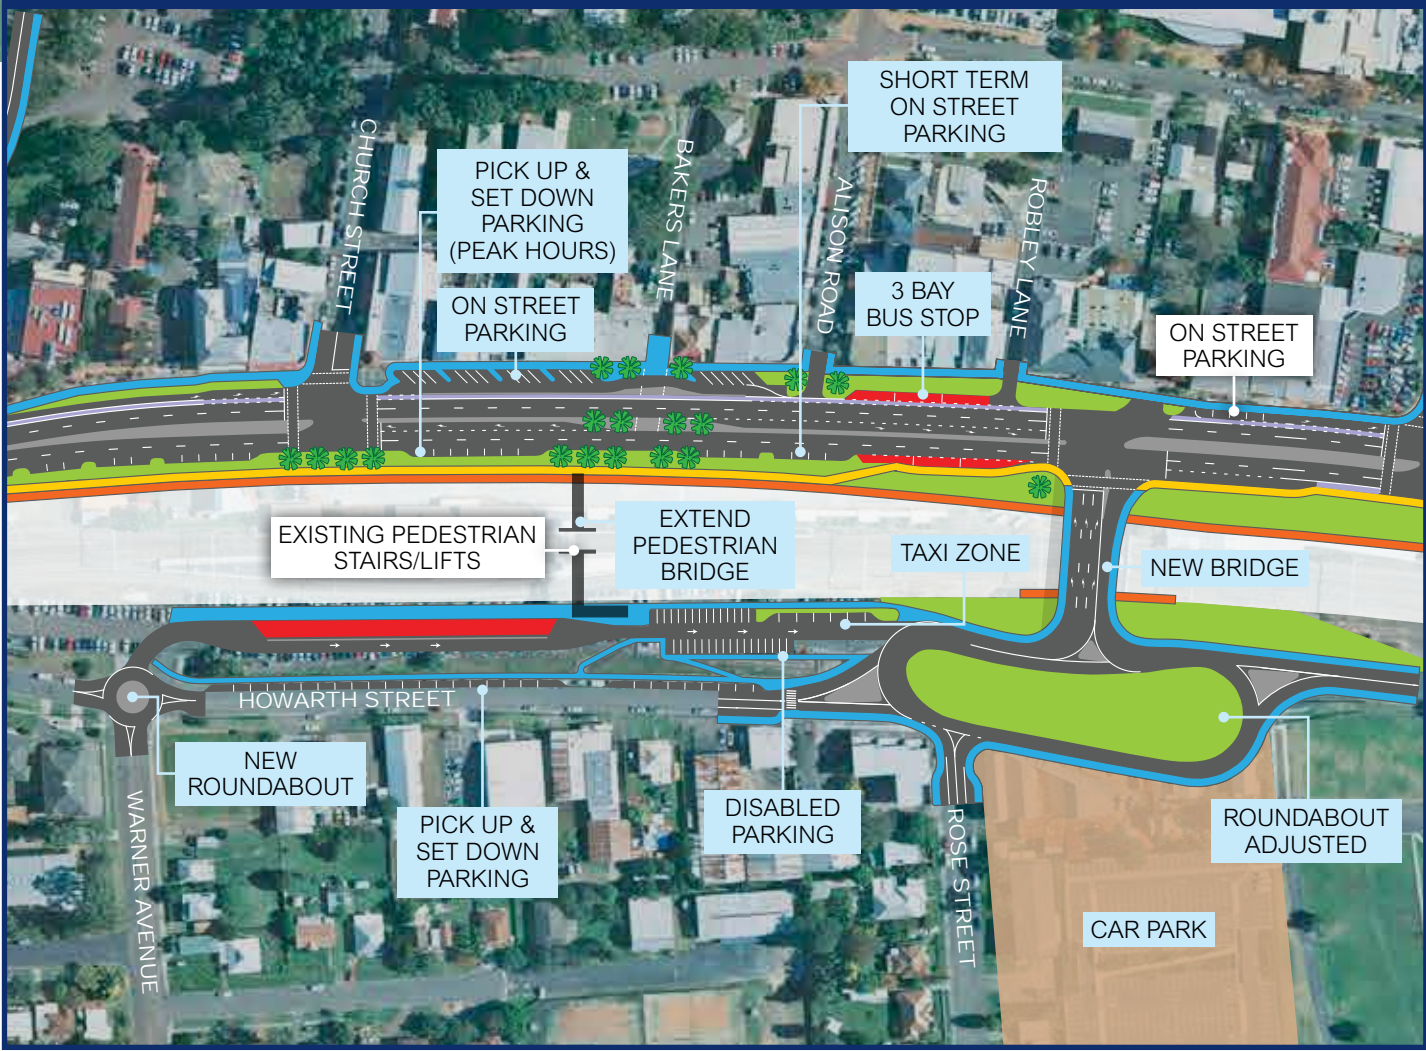 SHORT TERM
ON STREET
PARKING
CHURCH STREET
PICK UP &
SET DOWN
PARKING
(PEAK HOURS)
BAKERS LANE
ALISON ROAD
ROBLEY LANE
ON STREET
PARKING
3 BAY
BUS STOP
ON STREET
PARKING
EXISTING PEDESTRIAN
STAIRS/LIFTS
EXTEND
PEDESTRIAN
BRIDGE
TAXI ZONE
NEW BRIDGE
HOWARTH STREET
NEW
ROUNDABOUT
WARNER AVENUE
PICK UP &
SET DOWN
PARKING
DISABLED
PARKING
ROSE STREET
ROUNDABOUT
ADJUSTED
CAR PARK